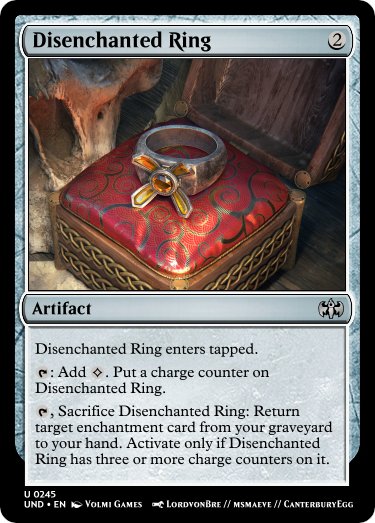 Disenchanted Ring 2
Artifact
Disenchanted Ring enters tapped.
: Add . Put a charge counter on
Disenchanted Ring.
, Sacrifice Disenchanted Ring: Return
target enchantment card from your graveyard
to your hand. Activate only if Disenchanted
Ring has three or more charge counters on it.
U 0245
UND • EN Volmi Games LordvonBre // msmaeve // CanterburyEgg